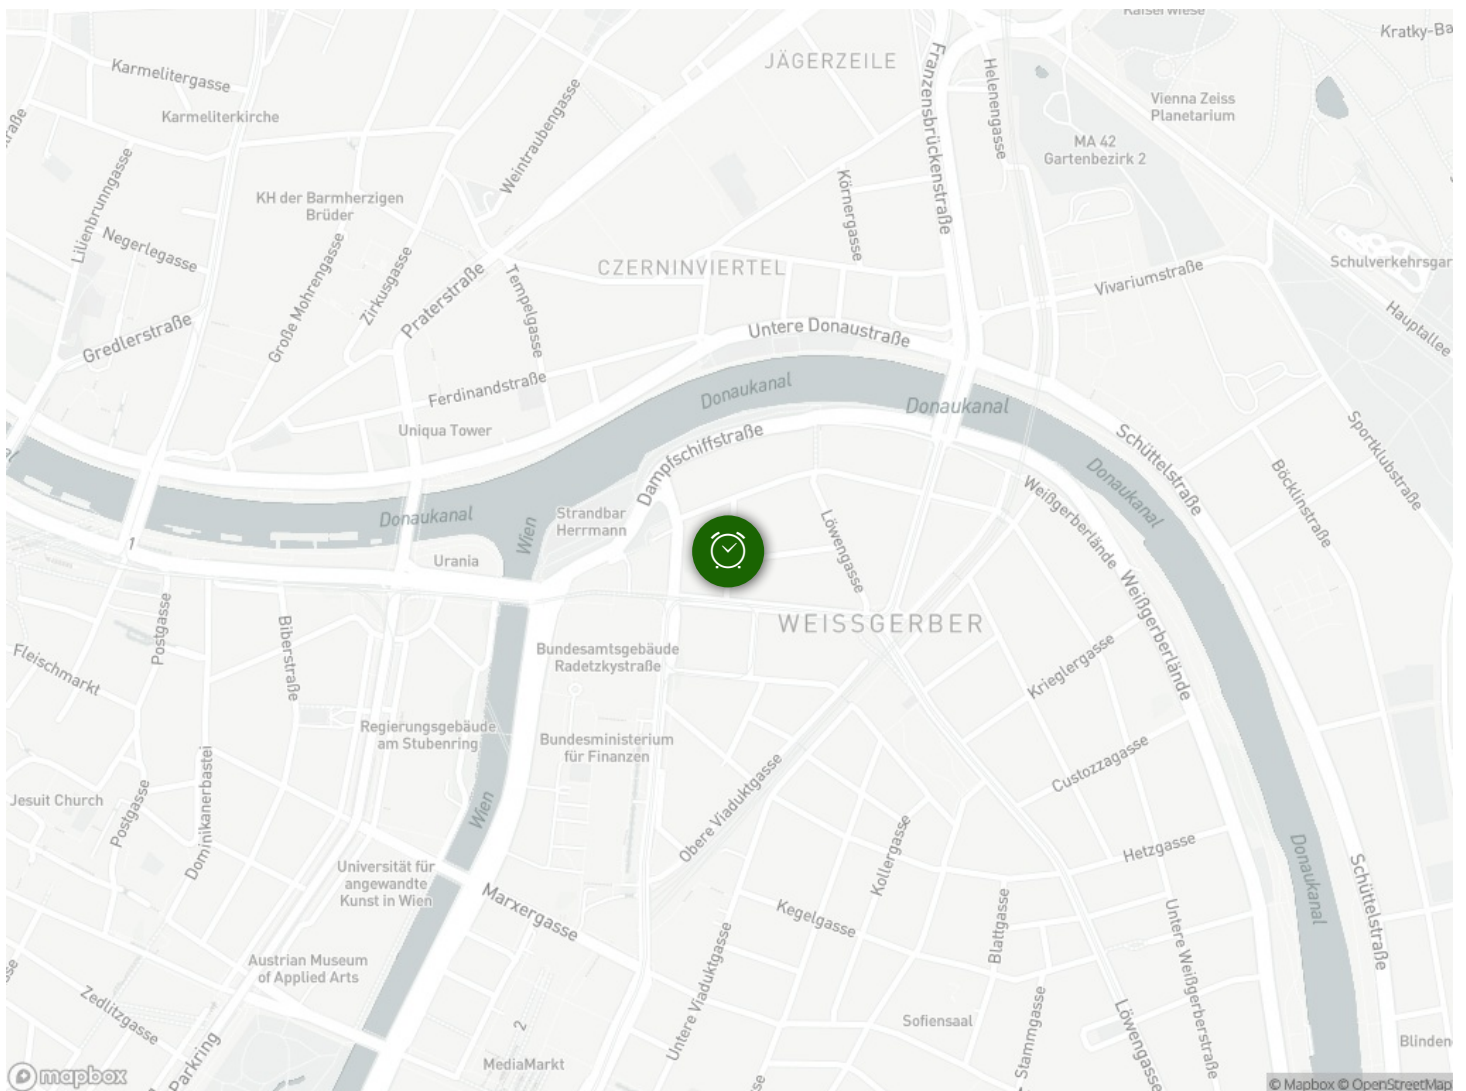 Kaiserwiese
Kratky-Ba
JÄGERZEILE
Karmelitergasse
Franzensbrückenstraße
Helenengasse
Vienna Zeiss
Planetarium
Karmeliterkirche
Weintraubengasse
MA 42
Gartenbezirk 2
raße
Lilienbrunngasse
KH der Barmherzigen
Brüder
Körnergasse
Negerlegasse
Große Mohrengasse
Zirkusgasse
Praterstraße
Tempelgasse
CZERNINVIERTEL
Vivariumstraße
Schulverkehrsgar
Hauptallee
Gredlerstraße
Untere Donaustraße
Ferdinandstraße
Donaukanal
Donaukanal
Uniqua Tower
Schüttelstraße
Sportklubstraße
Dampfschiffstraße
Donaukanal
Böcklinstraße
Weißgerberlände
Donaukanal
Strandbar
Herrmann
Wien
Löwengasse
1
Urania
Weißgerberlände
Postgasse
Biberstraße
WEISSGERBER
Fleischmarkt
Bundesamtsgebäude
Radetzkystraße
Krieglergasse
Regierungsgebäude
am Stubenring
Bundesministerium
für Finanzen
Custozzagasse
Jesuit Church
Postgasse
Dominikanerbastei
Wien
Obere Viaduktgasse
Kollergasse
Hetzgasse
Donaukanal
Schüttelstraße
Universität für
angewandte
Kunst in Wien
Marxergasse
Kegelgasse
Blattgasse
Untere Weißgerberstraße
Austrian Museum
of Applied Arts
Untere Viaduktgasse
Zedlitzgasse
2
Sofiensaal
Stammgasse
Löwengasse
Blinden
Parkring
MediaMarkt
mapbox
© Mapbox © OpenStreetMap